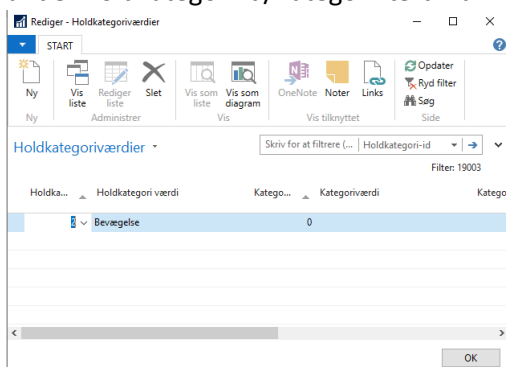 Rediger - Holdkategoriværdier
START
Ny
Vis liste
Rediger liste
Slet
Vis som liste
Vis som diagram
OneNote
Noter
Links
Opdater
Ryd filter
Søg
Ny
Administrer
Vis
Vis tilknyttet
Side
Holdkategoriværdier
Skriv for at filtrere (... Holdkategori-id
Filter: 19003
Holdka... Holdkategori værdi Katego... Kategoriværdi Katego
2 Bevægelse 0
OK